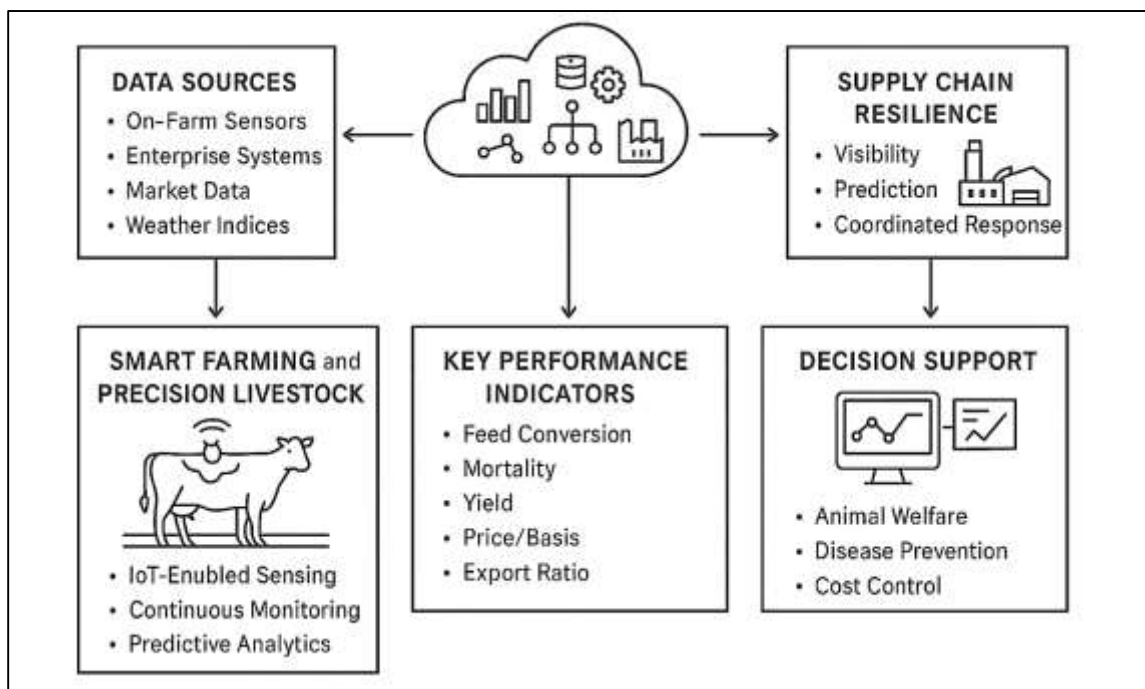 DATA SOURCES
• On-Farm Sensors
• Enterprise Systems
• Market Data
• Weather Indices
SUPPLY CHAIN
RESILIENCE
• Visibility
• Prediction
• Coordinated Response
SMART FARMING and
PRECISION LIVESTOCK
• IoT-Enubled Sensing
• Continuous Monitoring
• Predictive Analytics
KEY PERFORMANCE
INDICATORS
• Feed Conversion
• Mortality
• Yield
• Price/Basis
• Export Ratio
DECISION SUPPORT
• Animal Welfare
• Disease Prevention
• Cost Control